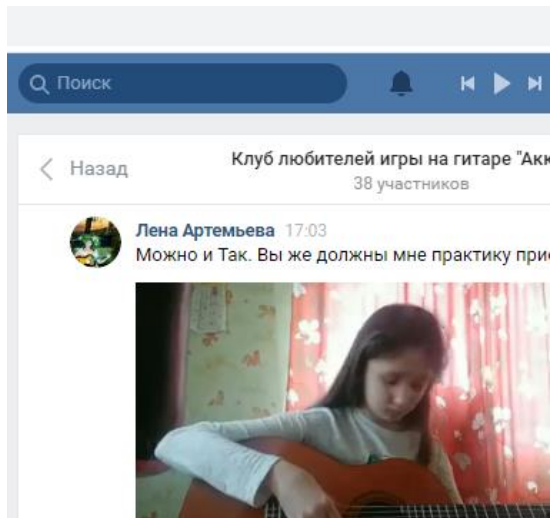 Поиск
Назад
Клуб любителей игры на гитаре "Акк
38 участников
Лена Артемьева 17:03
Можно и Так. Вы же должны мне практику при